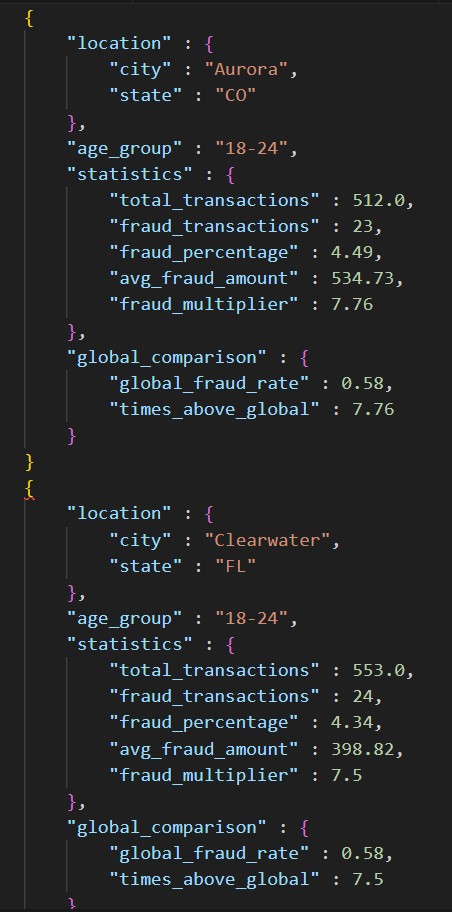 {
    "location" : {
        "city" : "Aurora",
        "state" : "CO"
    },
    "age_group" : "18-24",
    "statistics" : {
        "total_transactions" : 512.0,
        "fraud_transactions" : 23,
        "fraud_percentage" : 4.49,
        "avg_fraud_amount" : 534.73,
        "fraud_multiplier" : 7.76
    },
    "global_comparison" : {
        "global_fraud_rate" : 0.58,
        "times_above_global" : 7.76
    }
}
{
    "location" : {
        "city" : "Clearwater",
        "state" : "FL"
    },
    "age_group" : "18-24",
    "statistics" : {
        "total_transactions" : 553.0,
        "fraud_transactions" : 24,
        "fraud_percentage" : 4.34,
        "avg_fraud_amount" : 398.82,
        "fraud_multiplier" : 7.5
    },
    "global_comparison" : {
        "global_fraud_rate" : 0.58,
        "times_above_global" : 7.5
    }